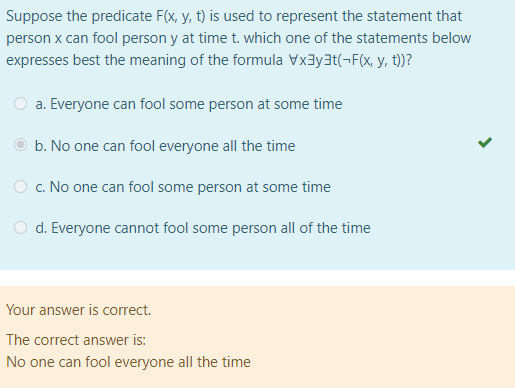 Suppose the predicate F(x, y, t) is used to represent the statement that
person x can fool person y at time t. which one of the statements below
expresses best the meaning of the formula ∀x∃y∃t(¬F(x, y, t))?
a. Everyone can fool some person at some time
b. No one can fool everyone all the time
c. No one can fool some person at some time
d. Everyone cannot fool some person all of the time
Your answer is correct.
The correct answer is:
No one can fool everyone all the time